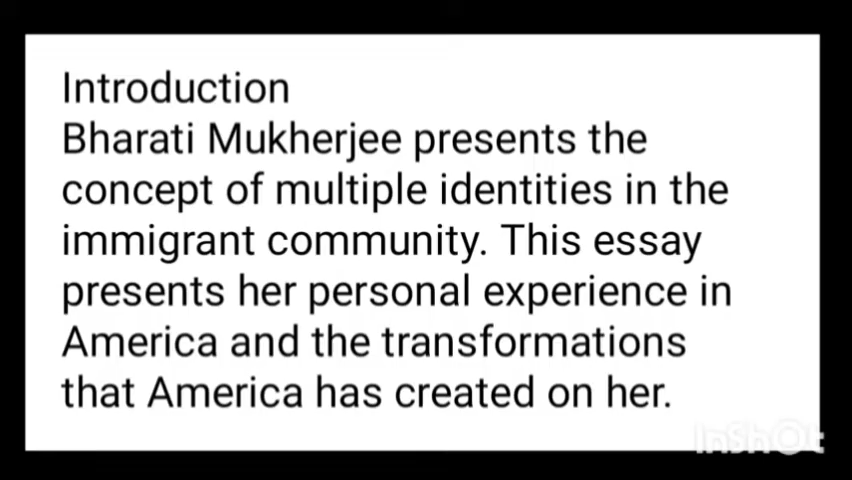 Introduction
Bharati Mukherjee presents the
concept of multiple identities in the
immigrant community. This essay
presents her personal experience in
America and the transformations
that America has created on her.
InShOt